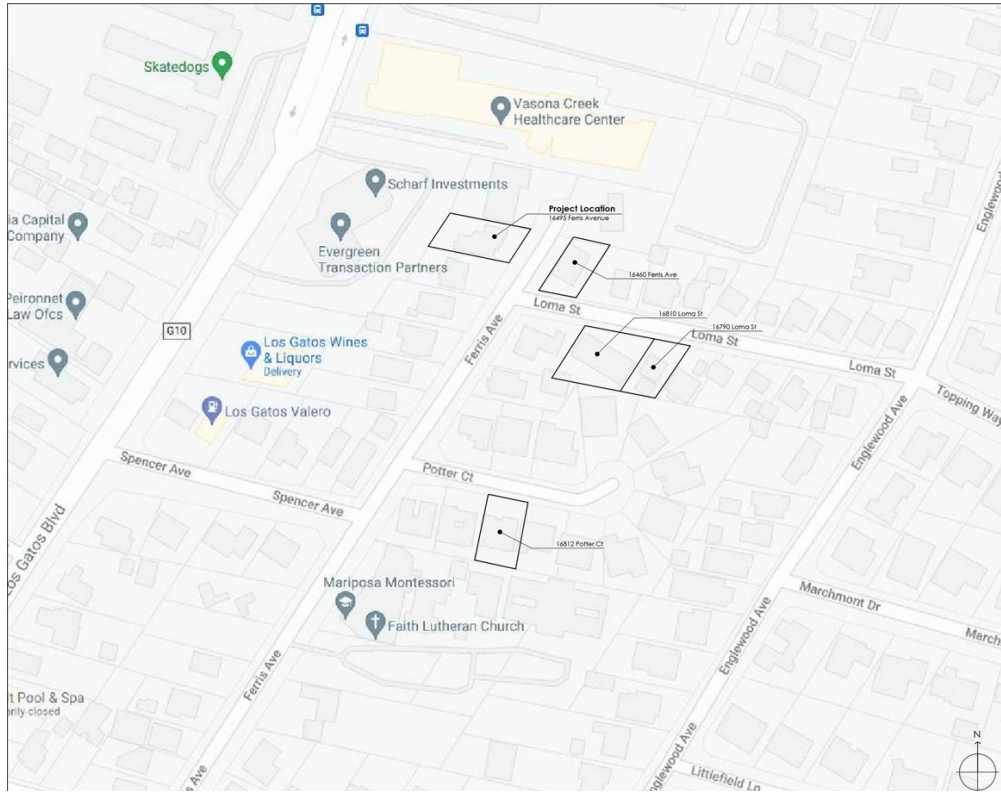 Skatedogs
Vasona Creek
Healthcare Center
Englewood
Scharf Investments
Project Location
16495 Ferris Avenue
ia Capital
Company
Evergreen
Transaction Partners
16460 Ferris Ave
Peironnet
Law Ofcs
Loma St
16810 Loma St
16790 Loma St
G10
Ferris Ave
Loma St
Los Gatos Wines
& Liquors
Delivery
rvices
Loma St
Topping Way
Los Gatos Valero
Englewood Ave
Spencer Ave
Potter Ct
Spencer Ave
Los Gatos Blvd
16812 Potter Ct
Mariposa Montessori
Marchmont Dr
Faith Lutheran Church
March
Englewood Ave
Ferris Ave
t Pool & Spa
arily closed
N
Englewood Ave
Ferris Ave
Littlefield Ln